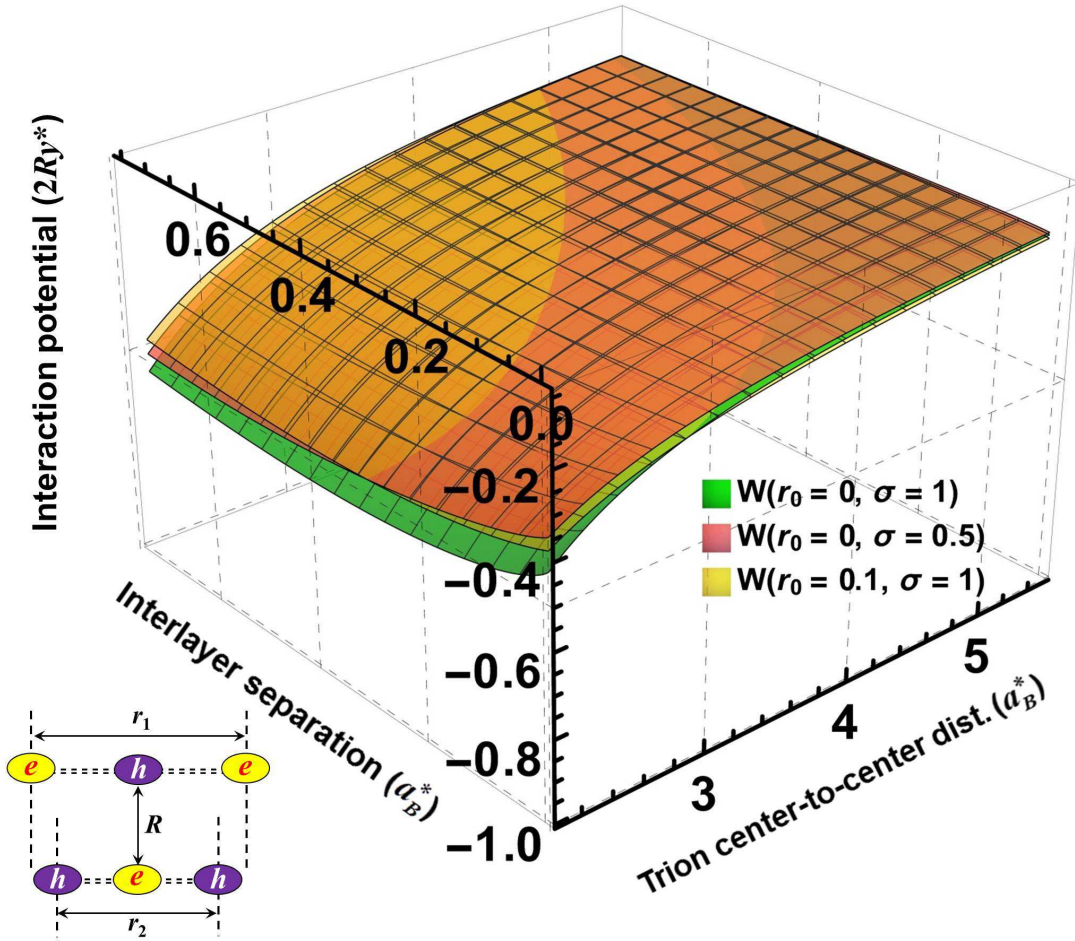 Interaction potential (2Ry*)
0.6
0.4
0.2
0.0
−0.2
−0.4
−0.6
−0.8
−1.0
W(r₀ = 0, σ = 1)
W(r₀ = 0, σ = 0.5)
W(r₀ = 0.1, σ = 1)
Interlayer separation (a*_B)
3
4
5
Trion center-to-center dist. (a*_B)
r₁
e h e
R
h e h
r₂